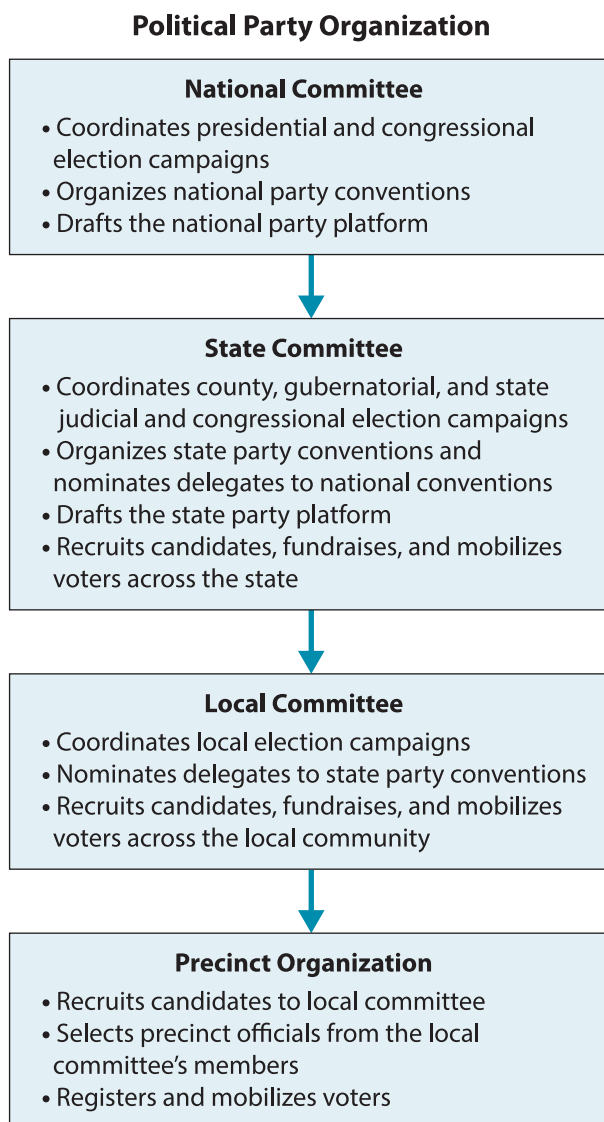 Political Party Organization
National Committee
• Coordinates presidential and congressional
election campaigns
• Organizes national party conventions
• Drafts the national party platform
State Committee
• Coordinates county, gubernatorial, and state
judicial and congressional election campaigns
• Organizes state party conventions and
nominates delegates to national conventions
• Drafts the state party platform
• Recruits candidates, fundraises, and mobilizes
voters across the state
Local Committee
• Coordinates local election campaigns
• Nominates delegates to state party conventions
• Recruits candidates, fundraises, and mobilizes
voters across the local community
Precinct Organization
• Recruits candidates to local committee
• Selects precinct officials from the local
committee's members
• Registers and mobilizes voters